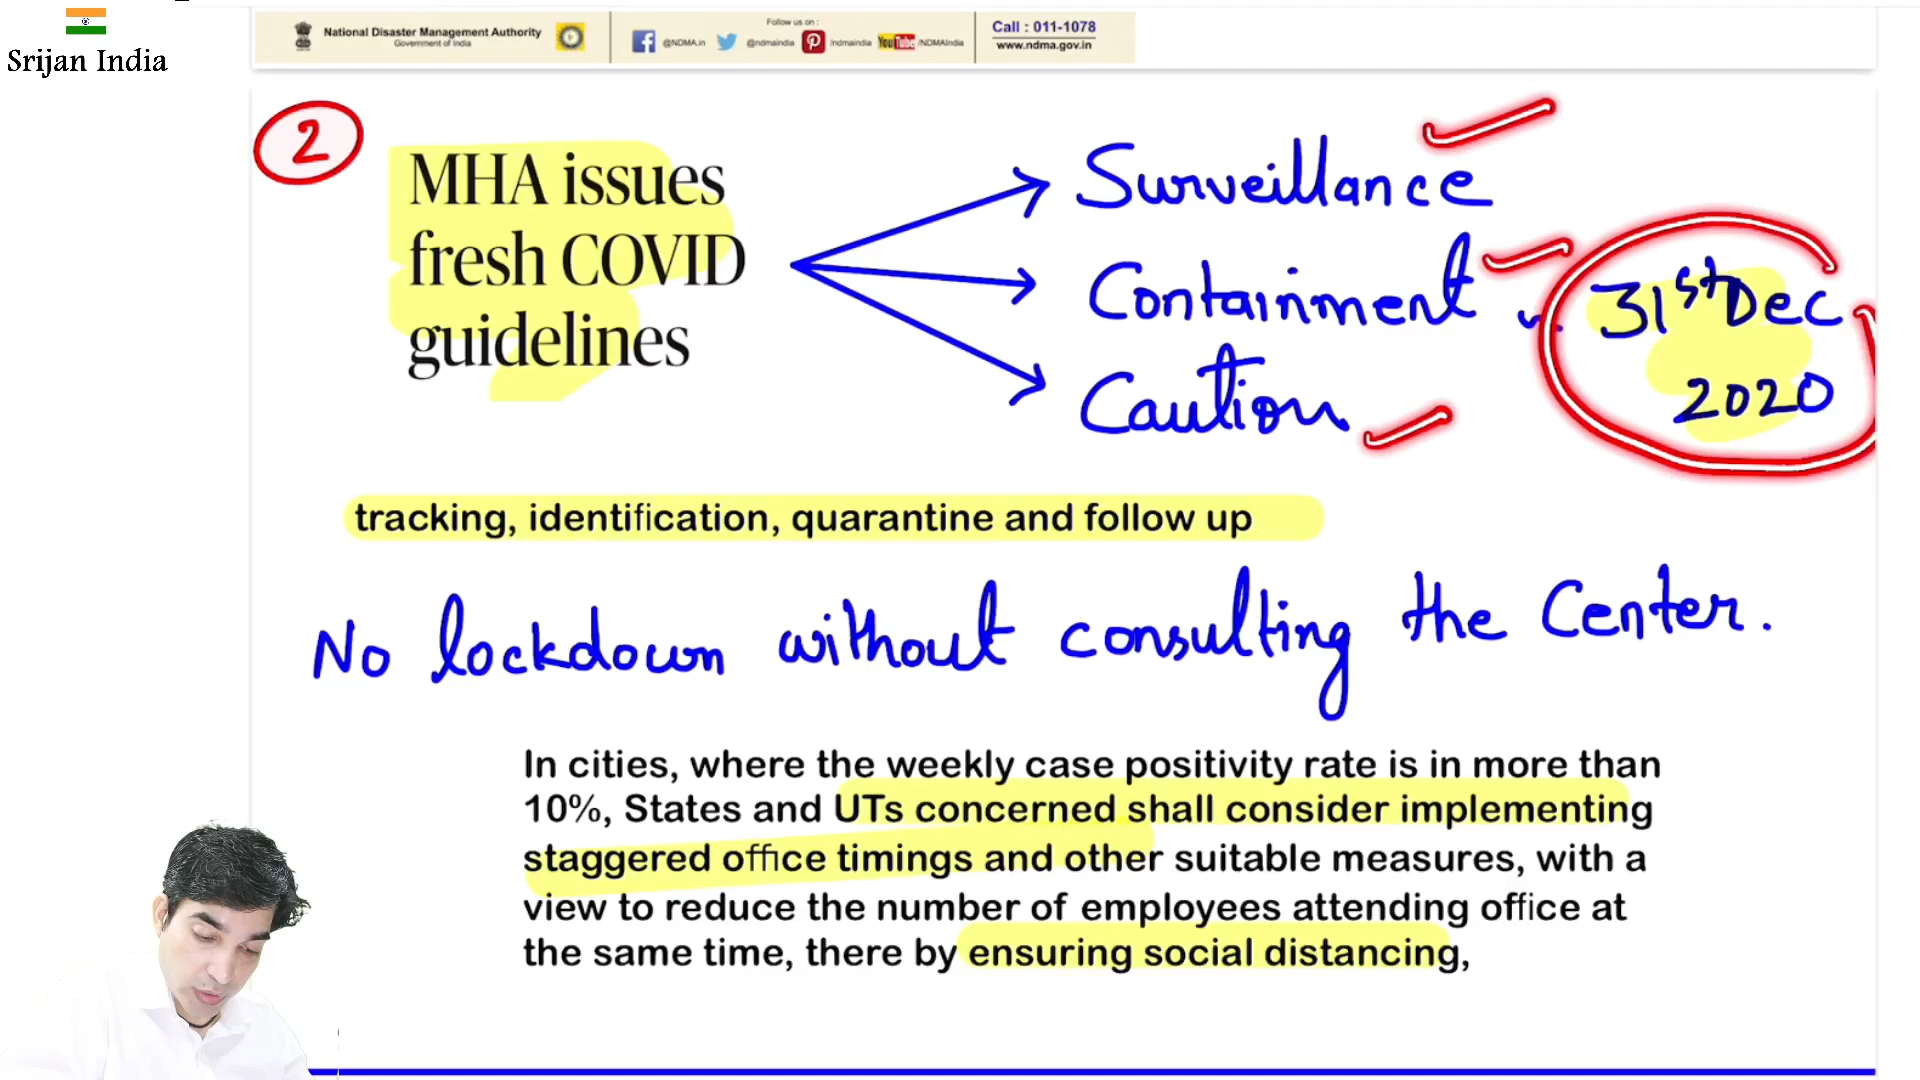 Srijan India
National Disaster Management Authority
Government of India
Follow us on :
@NDMA.in
@ndmaindia
/ndmaindia
YouTube /NDMAIndia
Call : 011-1078
www.ndma.gov.in
2
MHA issues
fresh COVID
guidelines
Surveillance
Containment
Caution
31st Dec
2020
tracking, identification, quarantine and follow up
No lockdown without consulting the Center.
In cities, where the weekly case positivity rate is in more than
10%, States and UTs concerned shall consider implementing
staggered office timings and other suitable measures, with a
view to reduce the number of employees attending office at
the same time, there by ensuring social distancing,